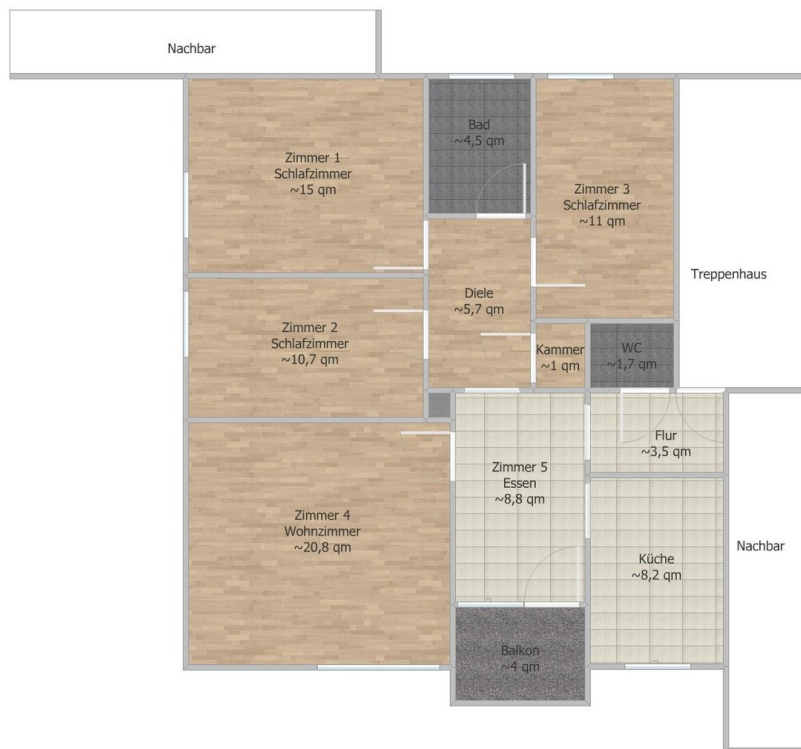 Nachbar
Bad
~4,5 qm
Zimmer 1
Schlafzimmer
~15 qm
Zimmer 3
Schlafzimmer
~11 qm
Treppenhaus
Diele
~5,7 qm
Zimmer 2
Schlafzimmer
~10,7 qm
Kammer
~1 qm
WC
~1,7 qm
Flur
~3,5 qm
Zimmer 5
Essen
~8,8 qm
Zimmer 4
Wohnzimmer
~20,8 qm
Nachbar
Küche
~8,2 qm
Balkon
~4 qm